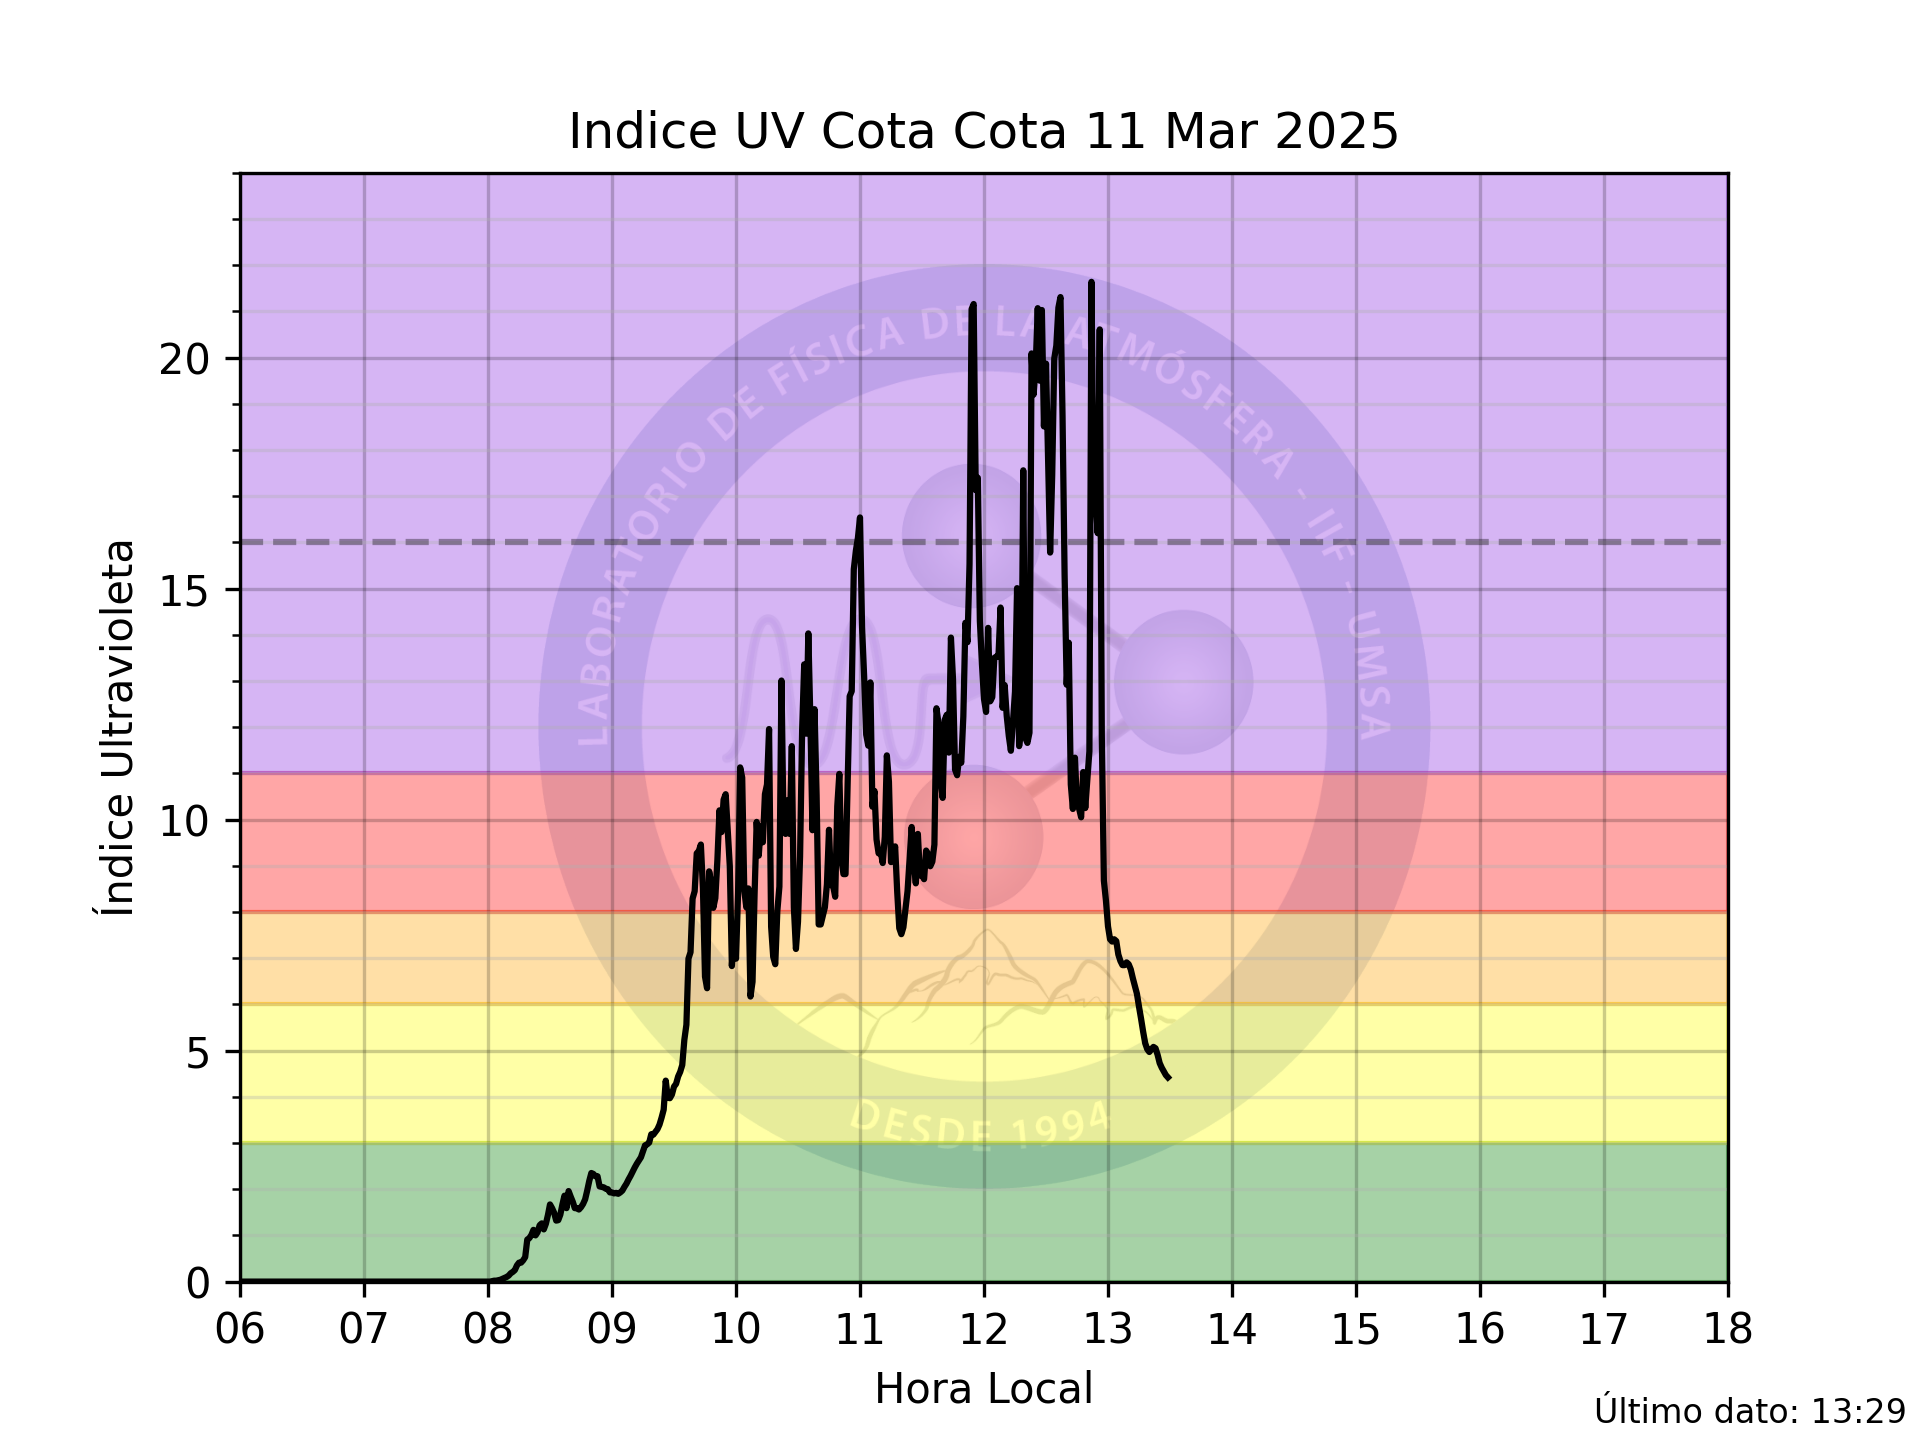 Indice UV Cota Cota 11 Mar 2025
Índice Ultravioleta
20
15
10
5
0
LABORATORIO DE FÍSICA DE LA ATMÓSFERA - IIF - UMSA
DESDE 1994
06 07 08 09 10 11 12 13 14 15 16 17 18
Hora Local
Último dato: 13:29